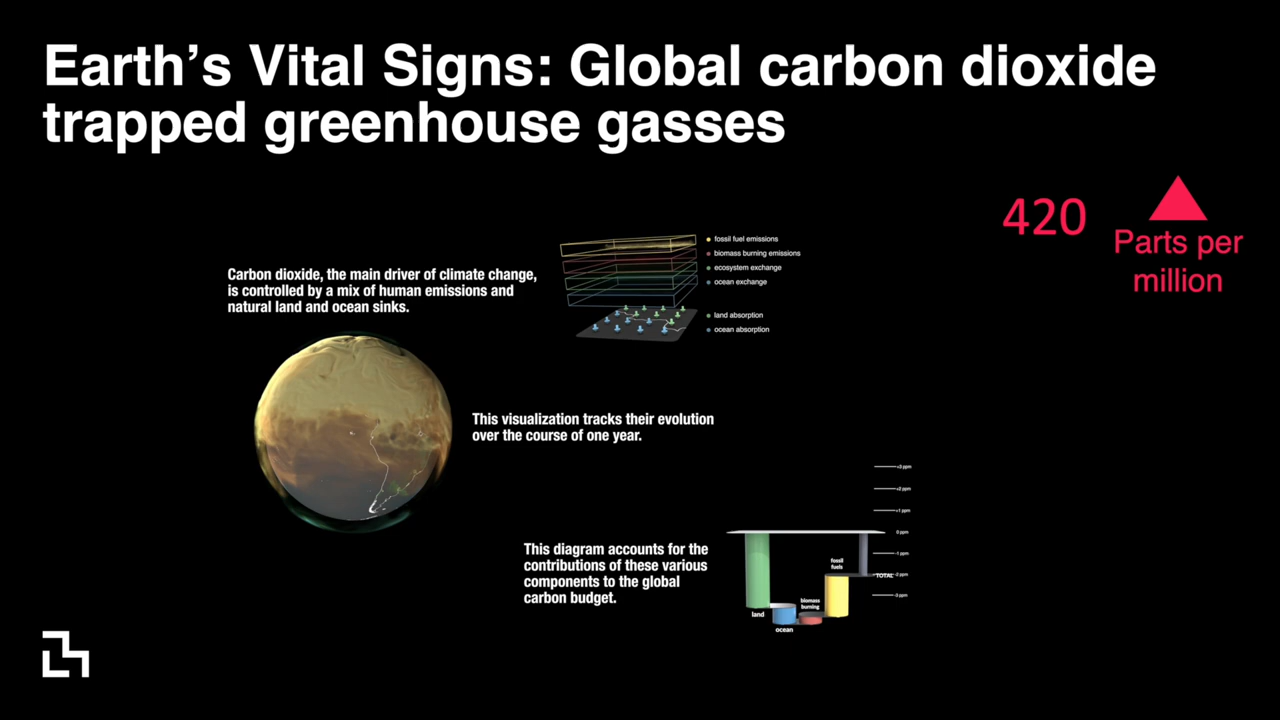 Earth's Vital Signs: Global carbon dioxide
trapped greenhouse gasses
420
Parts per
million
fossil fuel emissions
biomass burning emissions
ecosystem exchange
ocean exchange
land absorption
ocean absorption
Carbon dioxide, the main driver of climate change,
is controlled by a mix of human emissions and
natural land and ocean sinks.
This visualization tracks their evolution
over the course of one year.
This diagram accounts for the
contributions of these various
components to the global
carbon budget.
+3 ppm
+2 ppm
+1 ppm
0 ppm
-1 ppm
-2 ppm
-3 ppm
TOTAL
fossil
fuels
biomass
burning
land
ocean